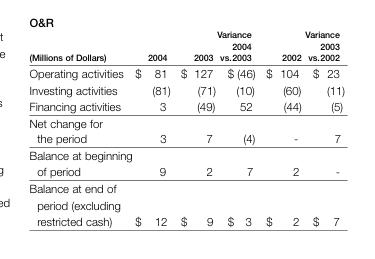 O&R
Variance Variance
2004 2003
(Millions of Dollars) 2004 2003 vs.2003 2002 vs.2002
Operating activities $ 81 $ 127 $ (46) $ 104 $ 23
Investing activities (81) (71) (10) (60) (11)
Financing activities 3 (49) 52 (44) (5)
Net change for
the period 3 7 (4) - 7
Balance at beginning
of period 9 2 7 2 -
Balance at end of
period (excluding
restricted cash) $ 12 $ 9 $ 3 $ 2 $ 7